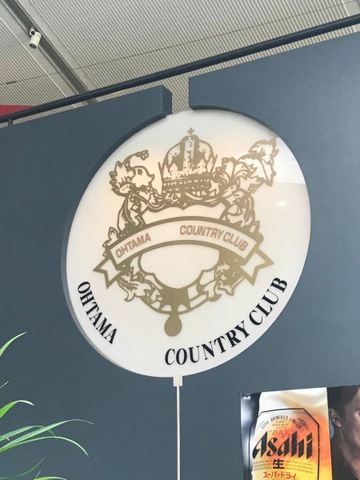 OHTAMA COUNTRY CLUB
OHTAMA COUNTRY CLUB
Asahi
生
スーパードライ